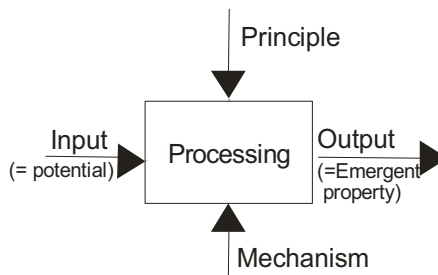 Principle
Input
(= potential)
Processing
Output
(=Emergent
property)
Mechanism